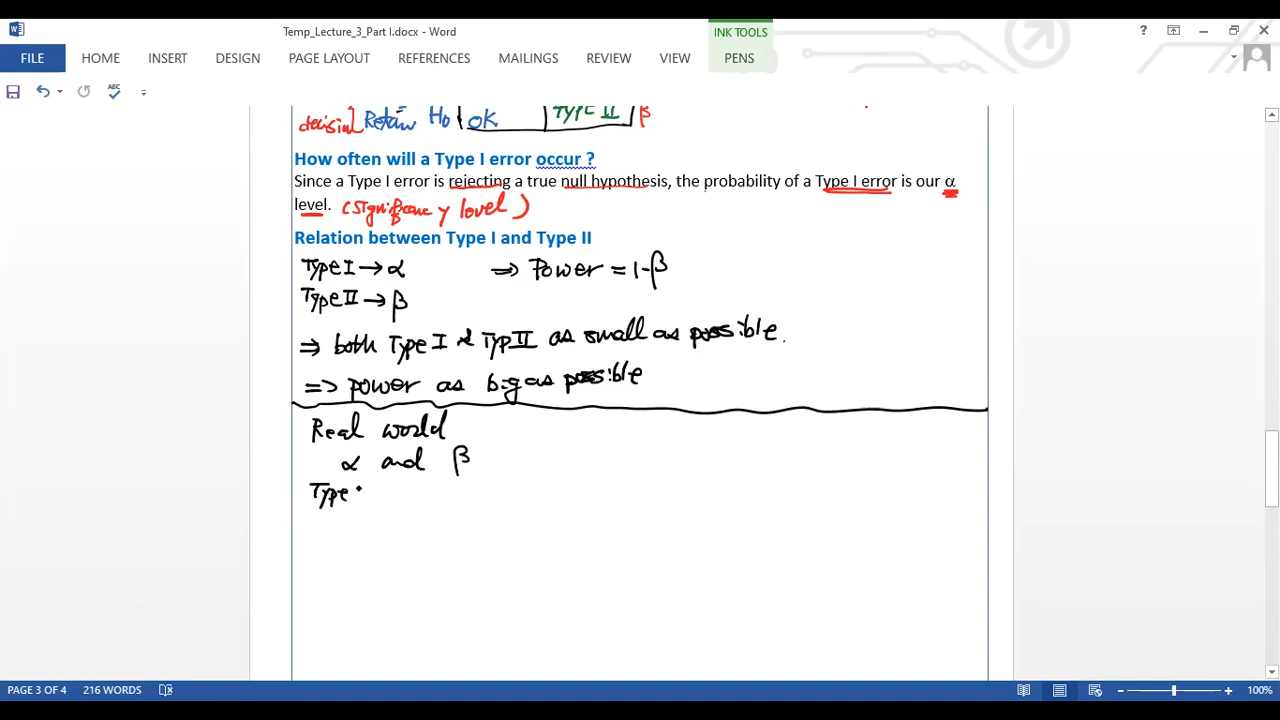 Temp_Lecture_3_Part I.docx - Word
INK TOOLS
FILE HOME INSERT DESIGN PAGE LAYOUT REFERENCES MAILINGS REVIEW VIEW PENS
decision Retain H0 OK Type II β
How often will a Type I error occur ?
Since a Type I error is rejecting a true null hypothesis, the probability of a Type I error is our α
level. (Significancy level)
Relation between Type I and Type II
Type I → α ⇒ Power = 1-β
Type II → β
⇒ both Type I & Typ II as small as possible.
⇒ power as big as possible
Real world
α and β
Type
PAGE 3 OF 4 216 WORDS 100%